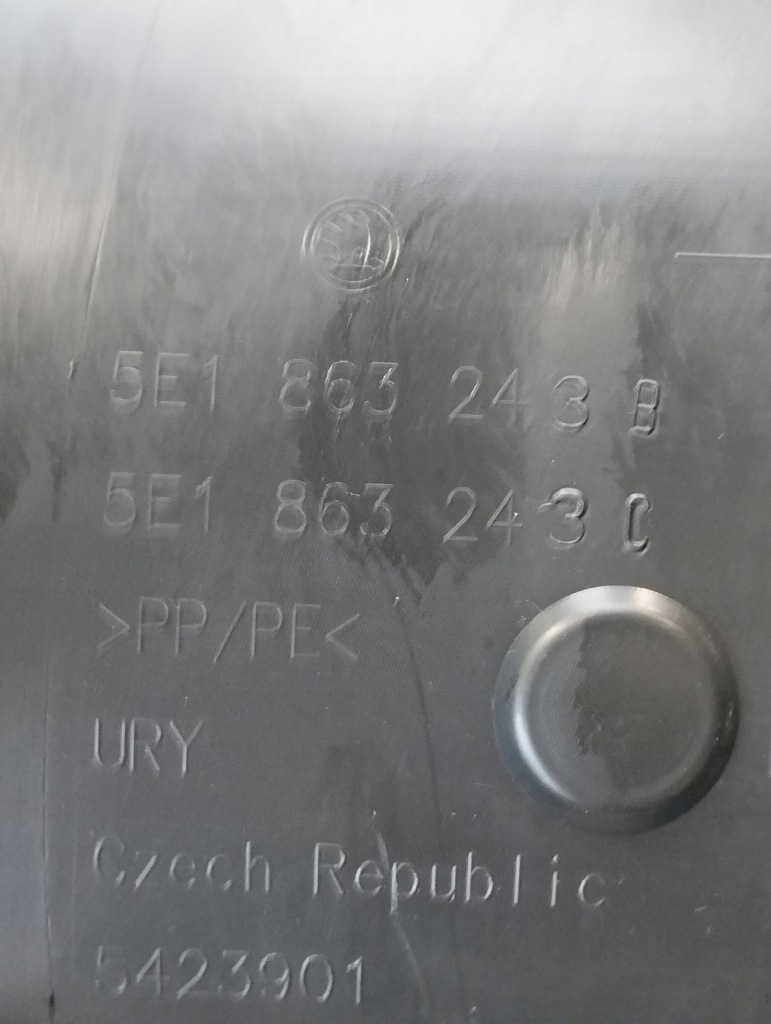 5E1 863 243 B
5E1 863 243 C
>PP/PE<
URY
Czech Republic
5423901